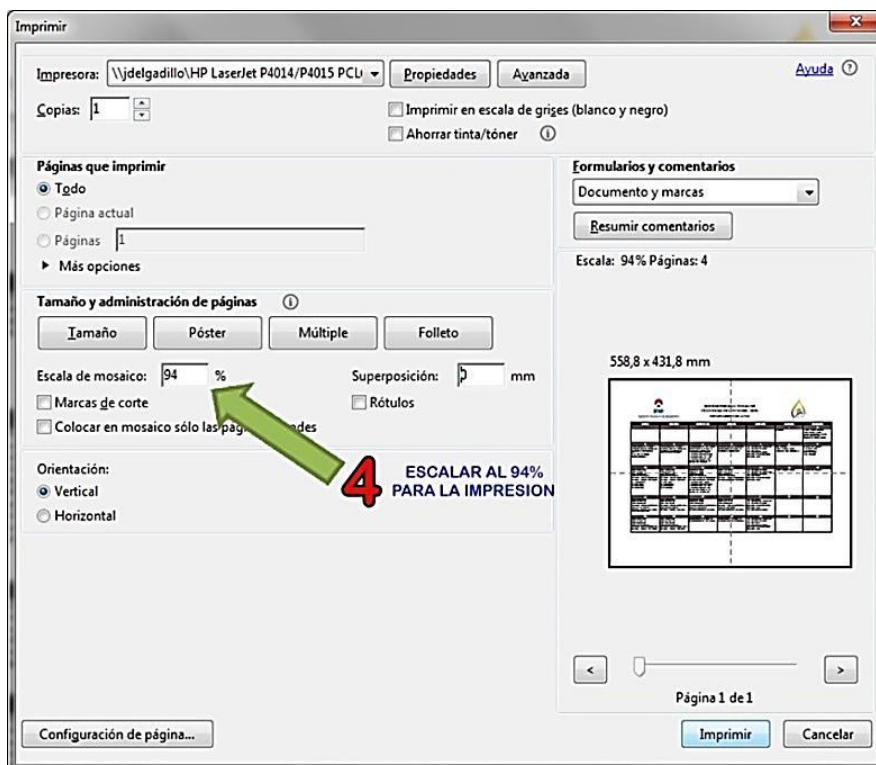 Imprimir
Impresora: \\jdelgadillo\HP LaserJet P4014/P4015 PCL Propiedades Avanzada Ayuda
Copias: 1 Imprimir en escala de grises (blanco y negro)
Ahorrar tinta/tóner
Páginas que imprimir
Todo
Página actual
Páginas 1
Más opciones
Formularios y comentarios
Documento y marcas
Resumir comentarios
Escala: 94% Páginas: 4
Tamaño y administración de páginas
Tamaño Póster Múltiple Folleto
Escala de mosaico: 94 % Superposición: mm
Marcas de corte Rótulos
Colocar en mosaico sólo las
Orientación:
Vertical
Horizontal
4 ESCALAR AL 94%
PARA LA IMPRESION
558,8 x 431,8 mm
< >
Página 1 de 1
Configuración de página... Imprimir Cancelar